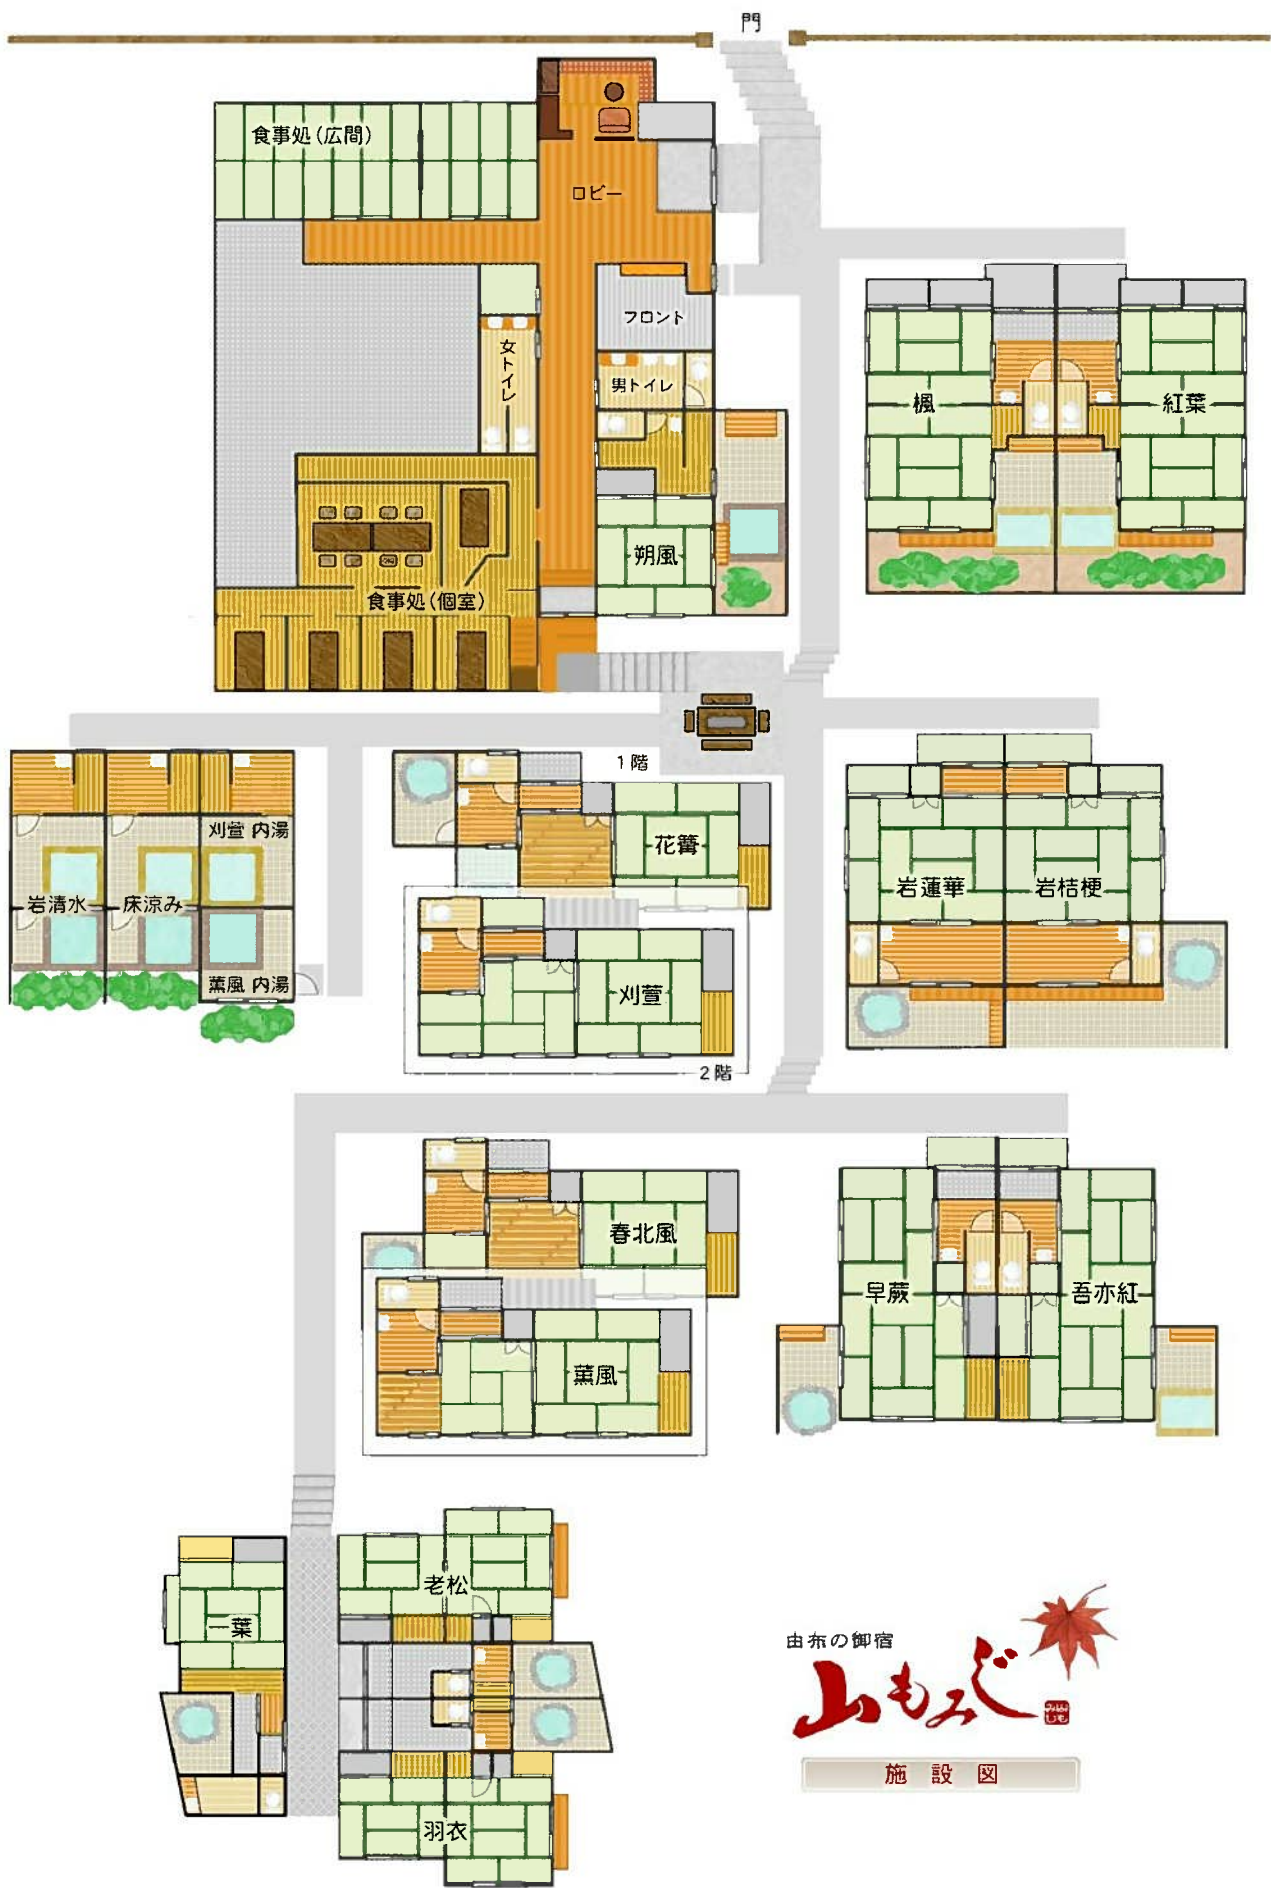 門
食事処(広間)
ロビー
フロント
女トイレ
男トイレ
楓
紅葉
朔風
食事処(個室)
1階
刈萱 内湯
花篝
岩清水
床涼み
岩蓮華
岩桔梗
薫風 内湯
刈萱
2階
春北風
早蕨
吾亦紅
薫風
老松
一葉
羽衣
由布の御宿
山もみじ
施設図